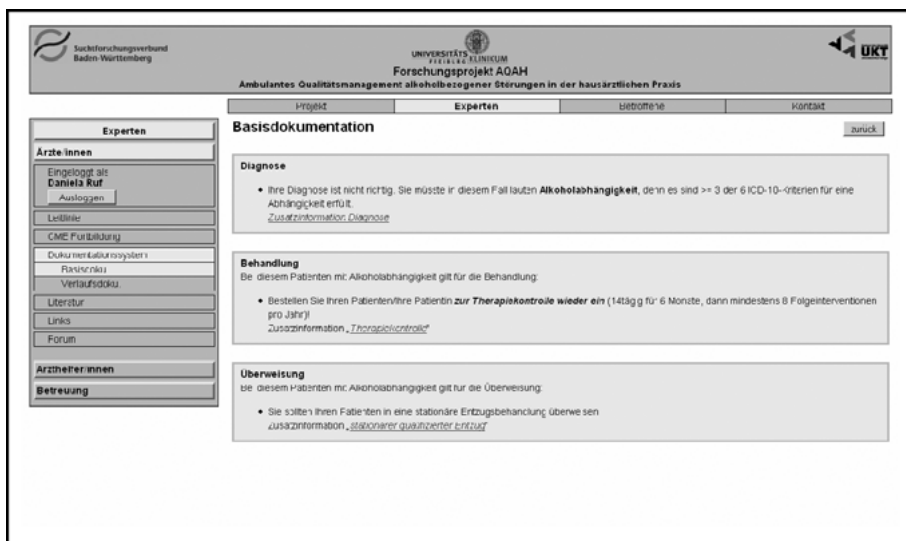 Suchtforschungsverbund
Baden-Württemberg
UNIVERSITÄTS
FREIBURG KLINIKUM
Forschungsprojekt AQAH
Ambulantes Qualitätsmanagement alkoholbezogener Störungen in der hausärztlichen Praxis
UKT
Projekt
Experten
Betroffene
Kontakt
Experten
Ärzte/innen
Eingeloggt als
Daniela Ruf
Ausloggen
Leitlinie
CME Fortbildung
Dokumentationssystem
Basisdoku.
Verlaufsdoku.
Literatur
Links
Forum
Arzthelfer/innen
Betreuung
Basisdokumentation
zurück
Diagnose
• Ihre Diagnose ist nicht richtig. Sie müsste in diesem Fall lauten Alkoholabhängigkeit, denn es sind >= 3 der 6 ICD-10-Kriterien für eine
Abhängigkeit erfüllt.
Zusatzinformation Diagnose
Behandlung
Bei diesem Patienten mit Alkoholabhängigkeit gilt für die Behandlung:
• Bestellen Sie Ihren Patienten/Ihre Patientin zur Therapiekontrolle wieder ein (14tägig für 6 Monate, dann mindestens 8 Folgeinterventionen
pro Jahr)!
Zusatzinformation „Therapiekontrolle"
Überweisung
Bei diesem Patienten mit Alkoholabhängigkeit gilt für die Überweisung:
• Sie sollten Ihren Patienten in eine stationäre Entzugsbehandlung überweisen
Zusatzinformation „stationärer qualifizierter Entzug"